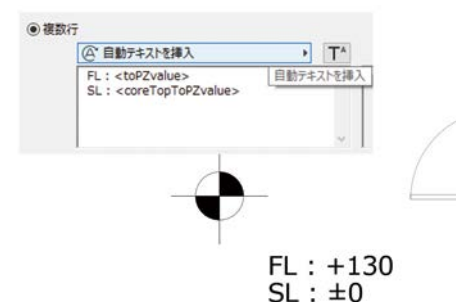 複数行
自動テキストを挿入
T^
自動テキストを挿入
FL : <toPZvalue>
SL : <coreTopToPZvalue>
FL : +130
SL : ±0